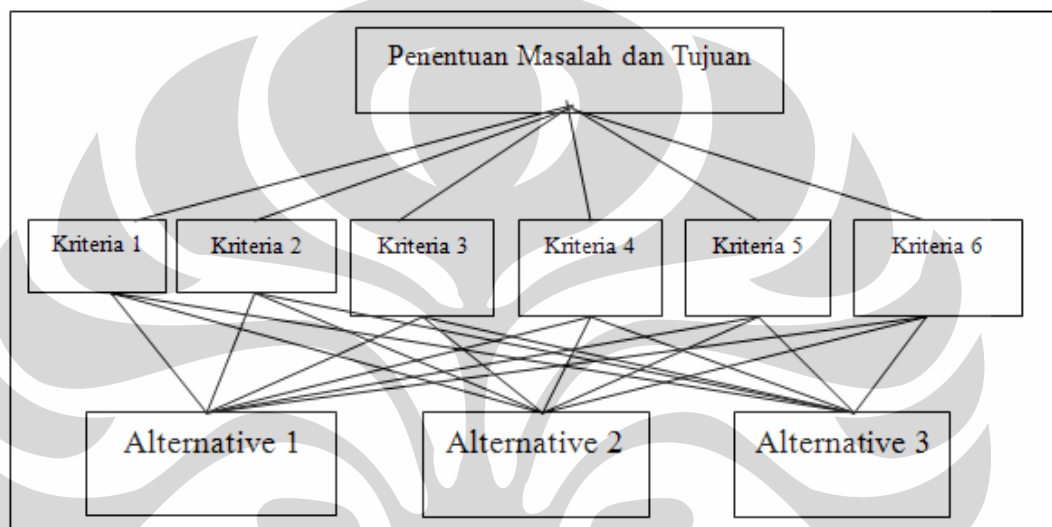 Penentuan Masalah dan Tujuan
Kriteria 1
Kriteria 2
Kriteria 3
Kriteria 4
Kriteria 5
Kriteria 6
Alternative 1
Alternative 2
Alternative 3